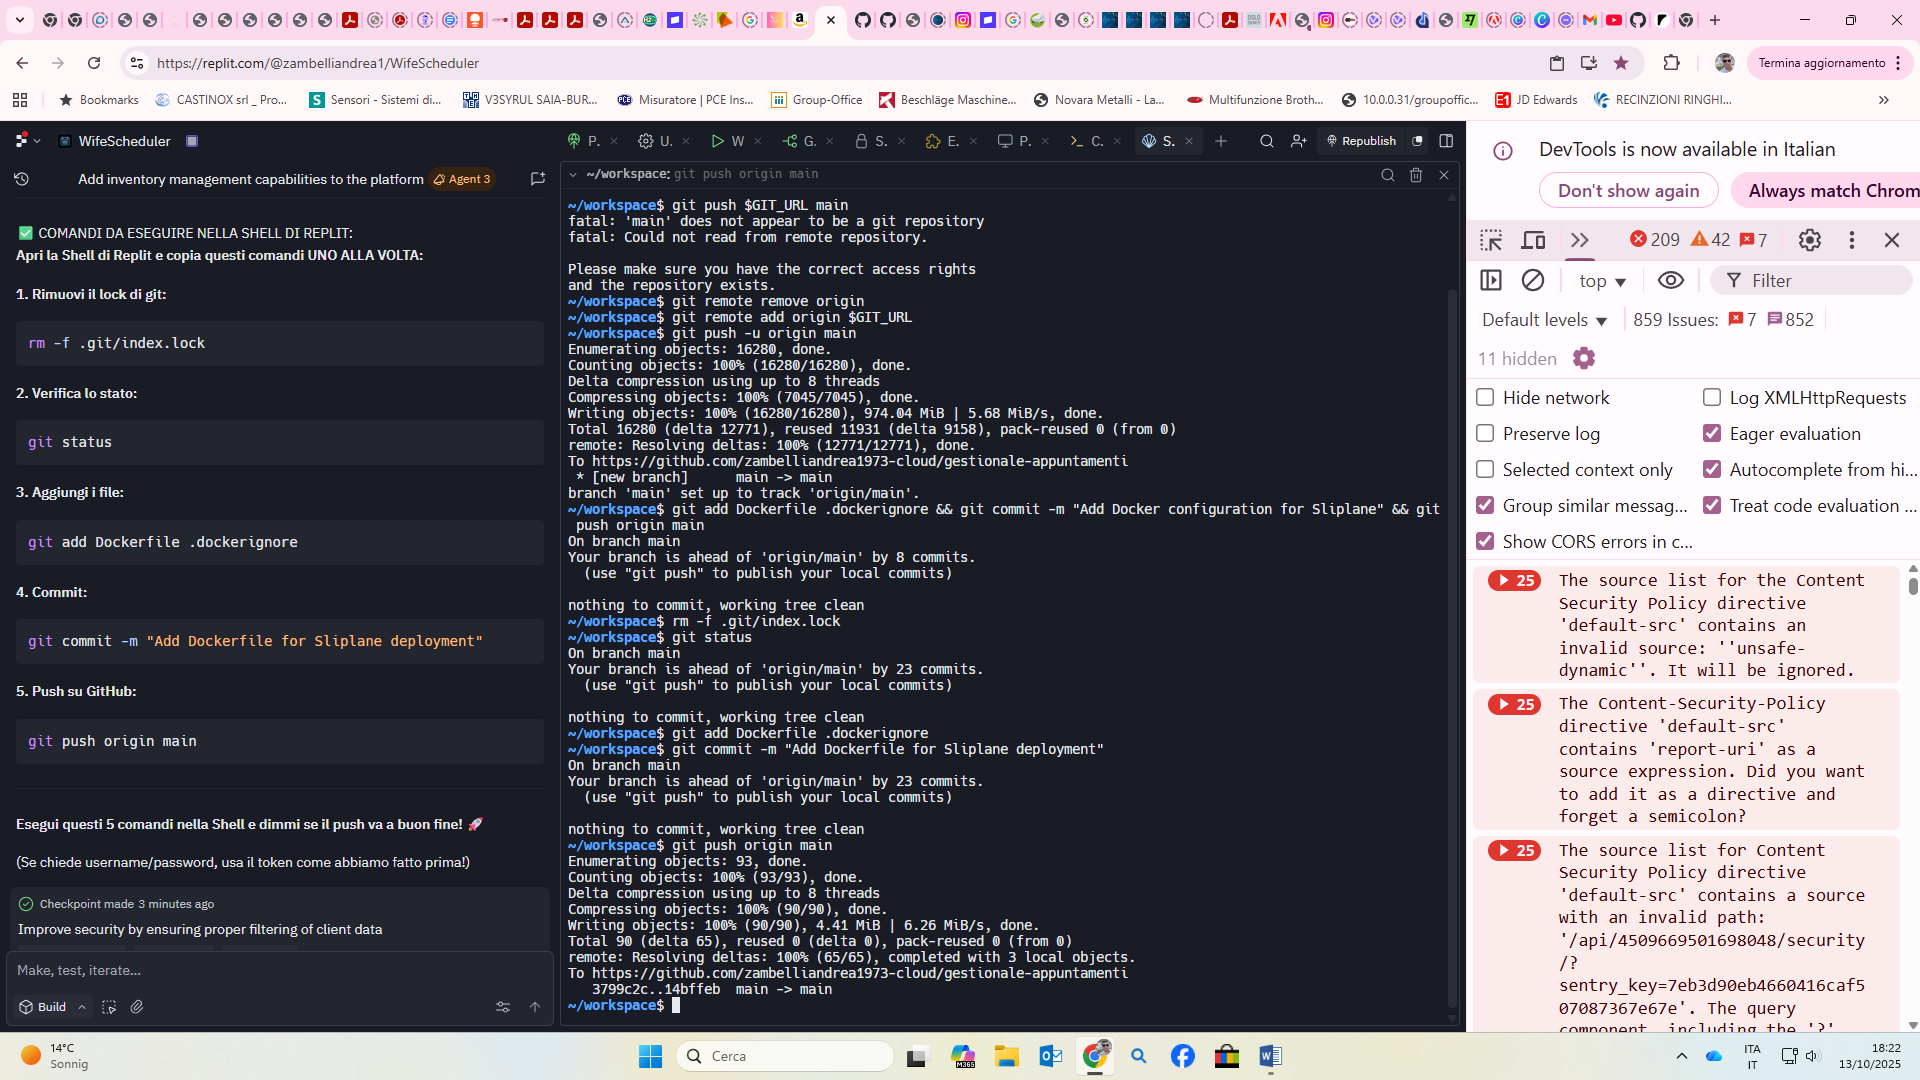 https://replit.com/@zambelliandrea1/WifeScheduler
Termina aggiornamento
Bookmarks
CASTINOX srl _ Pro...
Sensori - Sistemi di...
V3SYRUL SAIA-BUR...
Misuratore | PCE Ins...
Group-Office
Beschläge Maschine...
Novara Metalli - La...
Multifunzione Broth...
10.0.0.31/groupoffic...
JD Edwards
RECINZIONI RINGHI...
WifeScheduler
P.
U.
W
G.
S.
E.
P.
C.
S.
Republish
Add inventory management capabilities to the platform
Agent 3
✅ COMANDI DA ESEGUIRE NELLA SHELL DI REPLIT:
Apri la Shell di Replit e copia questi comandi UNO ALLA VOLTA:
1. Rimuovi il lock di git:
rm -f .git/index.lock
2. Verifica lo stato:
git status
3. Aggiungi i file:
git add Dockerfile .dockerignore
4. Commit:
git commit -m "Add Dockerfile for Sliplane deployment"
5. Push su GitHub:
git push origin main
Esegui questi 5 comandi nella Shell e dimmi se il push va a buon fine! 🚀
(Se chiede username/password, usa il token come abbiamo fatto prima!)
Checkpoint made 3 minutes ago
Improve security by ensuring proper filtering of client data
Make, test, iterate...
Build
~/workspace: git push origin main
~/workspace$ git push $GIT_URL main
fatal: 'main' does not appear to be a git repository
fatal: Could not read from remote repository.
Please make sure you have the correct access rights
and the repository exists.
~/workspace$ git remote remove origin
~/workspace$ git remote add origin $GIT_URL
~/workspace$ git push -u origin main
Enumerating objects: 16280, done.
Counting objects: 100% (16280/16280), done.
Delta compression using up to 8 threads
Compressing objects: 100% (7045/7045), done.
Writing objects: 100% (16280/16280), 974.04 MiB | 5.68 MiB/s, done.
Total 16280 (delta 12771), reused 11931 (delta 9158), pack-reused 0 (from 0)
remote: Resolving deltas: 100% (12771/12771), done.
To https://github.com/zambelliandrea1973-cloud/gestionale-appuntamenti
* [new branch]      main -> main
branch 'main' set up to track 'origin/main'.
~/workspace$ git add Dockerfile .dockerignore && git commit -m "Add Docker configuration for Sliplane" && git
push origin main
On branch main
Your branch is ahead of 'origin/main' by 8 commits.
(use "git push" to publish your local commits)
nothing to commit, working tree clean
~/workspace$ rm -f .git/index.lock
~/workspace$ git status
On branch main
Your branch is ahead of 'origin/main' by 23 commits.
(use "git push" to publish your local commits)
nothing to commit, working tree clean
~/workspace$ git add Dockerfile .dockerignore
~/workspace$ git commit -m "Add Dockerfile for Sliplane deployment"
On branch main
Your branch is ahead of 'origin/main' by 23 commits.
(use "git push" to publish your local commits)
nothing to commit, working tree clean
~/workspace$ git push origin main
Enumerating objects: 93, done.
Counting objects: 100% (93/93), done.
Delta compression using up to 8 threads
Compressing objects: 100% (90/90), done.
Writing objects: 100% (90/90), 4.41 MiB | 6.26 MiB/s, done.
Total 90 (delta 65), reused 0 (delta 0), pack-reused 0 (from 0)
remote: Resolving deltas: 100% (65/65), completed with 3 local objects.
To https://github.com/zambelliandrea1973-cloud/gestionale-appuntamenti
3799c2c..14bffeb  main -> main
~/workspace$
DevTools is now available in Italian
Don't show again
Always match Chrom
209
42
7
top
Filter
Default levels
859 Issues:
7
852
11 hidden
Hide network
Log XMLHttpRequests
Preserve log
Eager evaluation
Selected context only
Autocomplete from hi...
Group similar messag...
Treat code evaluation ...
Show CORS errors in c...
25
The source list for the Content
Security Policy directive
'default-src' contains an
invalid source: ''unsafe-
dynamic''. It will be ignored.
25
The Content-Security-Policy
directive 'default-src'
contains 'report-uri' as a
source expression. Did you want
to add it as a directive and
forget a semicolon?
25
The source list for Content
Security Policy directive
'default-src' contains a source
with an invalid path:
'/api/4509669501698048/security
/?
sentry_key=7eb3d90eb4660416caf5
07087367e67e'. The query
component, including the '?'
14°C
Sonnig
Cerca
M365
ITA
IT
18:22
13/10/2025